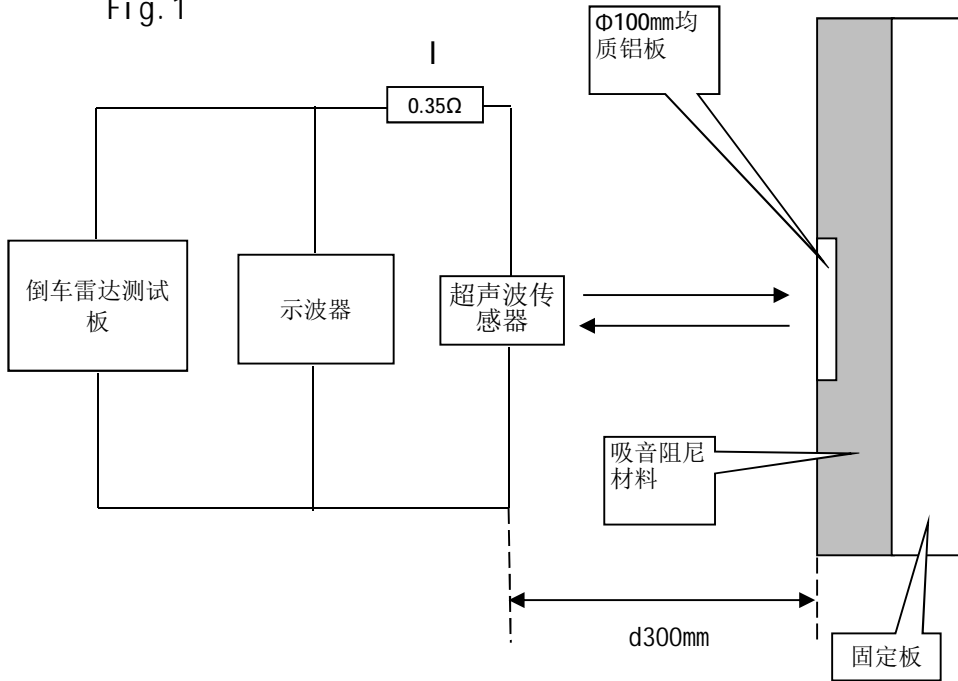 Fig.1
Φ100mm均
质铝板
I
0.35Ω
倒车雷达测试
板
示波器
超声波传
感器
吸音阻尼
材料
d300mm
固定板